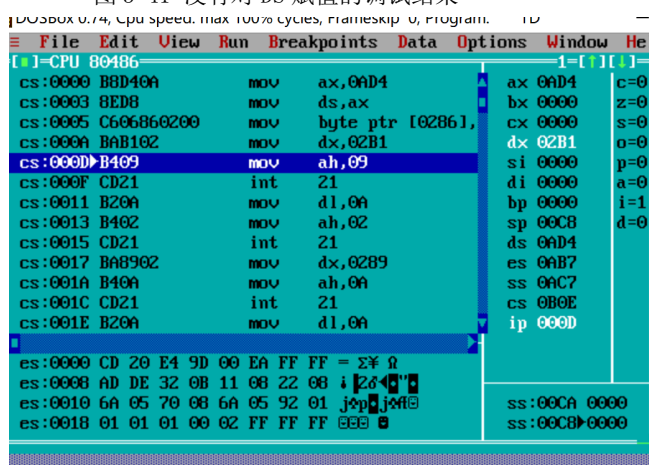 DOSBox 0.74, Cpu speed: max 100% cycles, Frameskip 0, Program: TD
≡ File Edit View Run Breakpoints Data Options Window He
[■]=CPU 80486 1=[↑][↓]=
cs:0000 B8D40A mov ax,0AD4 ax 0AD4 c=0
cs:0003 8ED8 mov ds,ax bx 0000 z=0
cs:0005 C606860200 mov byte ptr [0286], cx 0000 s=0
cs:000A BAB102 mov dx,02B1 dx 02B1 o=0
cs:000D▶B409 mov ah,09 si 0000 p=0
cs:000F CD21 int 21 di 0000 a=0
cs:0011 B20A mov dl,0A bp 0000 i=1
cs:0013 B402 mov ah,02 sp 00C8 d=0
cs:0015 CD21 int 21 ds 0AD4
cs:0017 BA8902 mov dx,0289 es 0AB7
cs:001A B40A mov ah,0A ss 0AC7
cs:001C CD21 int 21 cs 0B0E
cs:001E B20A mov dl,0A ip 000D
es:0000 CD 20 E4 9D 00 EA FF FF = Σ¥ Ω
es:0008 AD DE 32 0B 11 08 22 08
es:0010 6A 05 70 08 6A 05 92 01 ss:00CA 0000
es:0018 01 01 01 00 02 FF FF FF ss:00C8▶0000